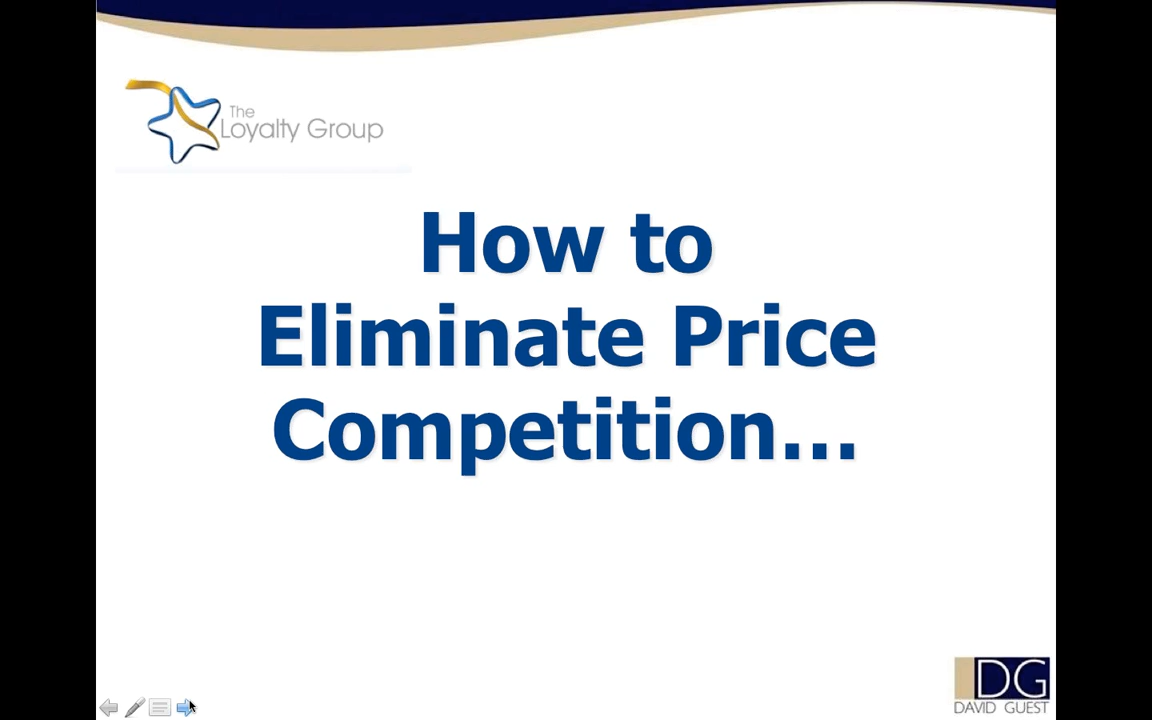 The
Loyalty Group
How to
Eliminate Price
Competition...
DG
DAVID GUEST